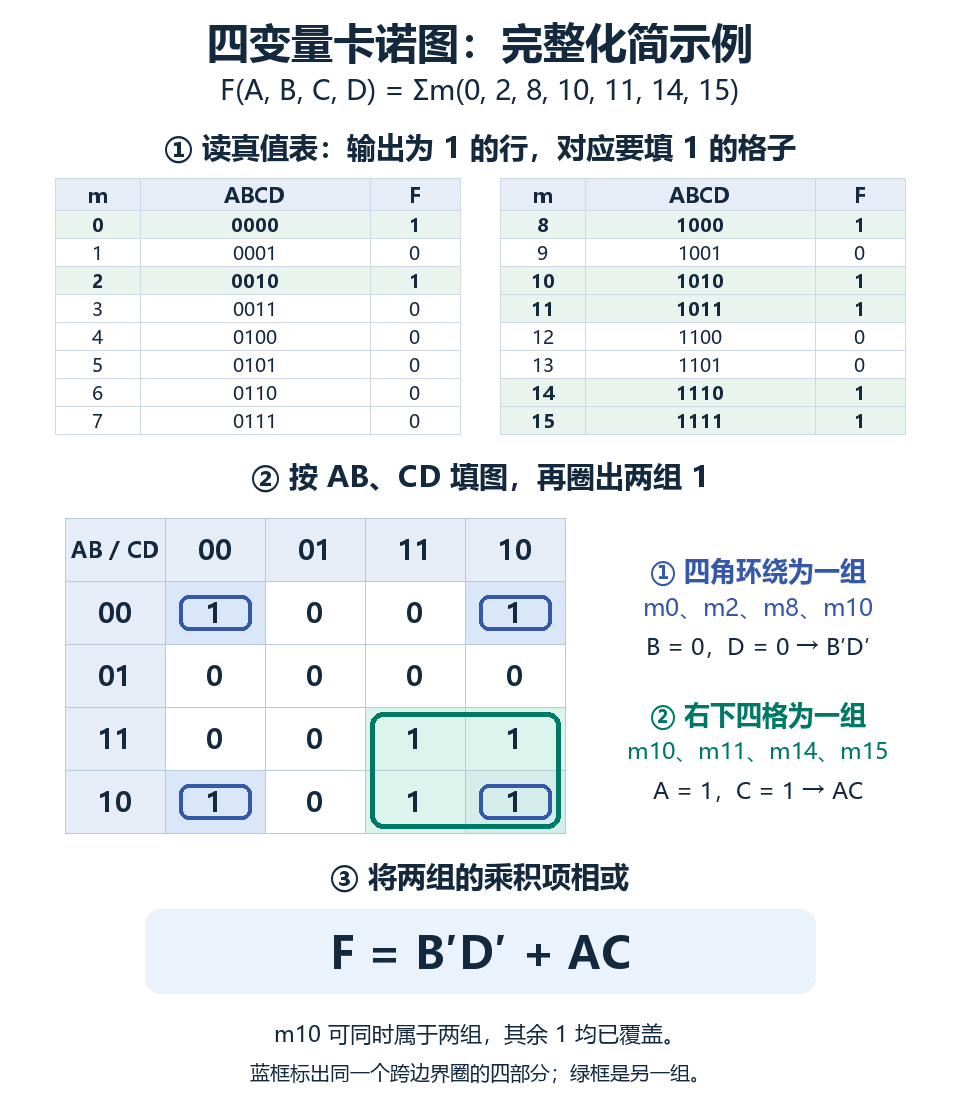 四变量卡诺图：完整化简示例
F(A, B, C, D) = Σm(0, 2, 8, 10, 11, 14, 15)
① 读真值表：输出为 1 的行，对应要填 1 的格子
m ABCD F
0 0000 1
1 0001 0
2 0010 1
3 0011 0
4 0100 0
5 0101 0
6 0110 0
7 0111 0
m ABCD F
8 1000 1
9 1001 0
10 1010 1
11 1011 1
12 1100 0
13 1101 0
14 1110 1
15 1111 1
② 按 AB、CD 填图，再圈出两组 1
AB / CD 00 01 11 10
00 1 0 0 1
01 0 0 0 0
11 0 0 1 1
10 1 0 1 1
① 四角环绕为一组
m0、m2、m8、m10
B = 0，D = 0 → B′D′
② 右下四格为一组
m10、m11、m14、m15
A = 1，C = 1 → AC
③ 将两组的乘积项相或
F = B′D′ + AC
m10 可同时属于两组，其余 1 均已覆盖。
蓝框标出同一个跨边界圈的四部分；绿框是另一组。